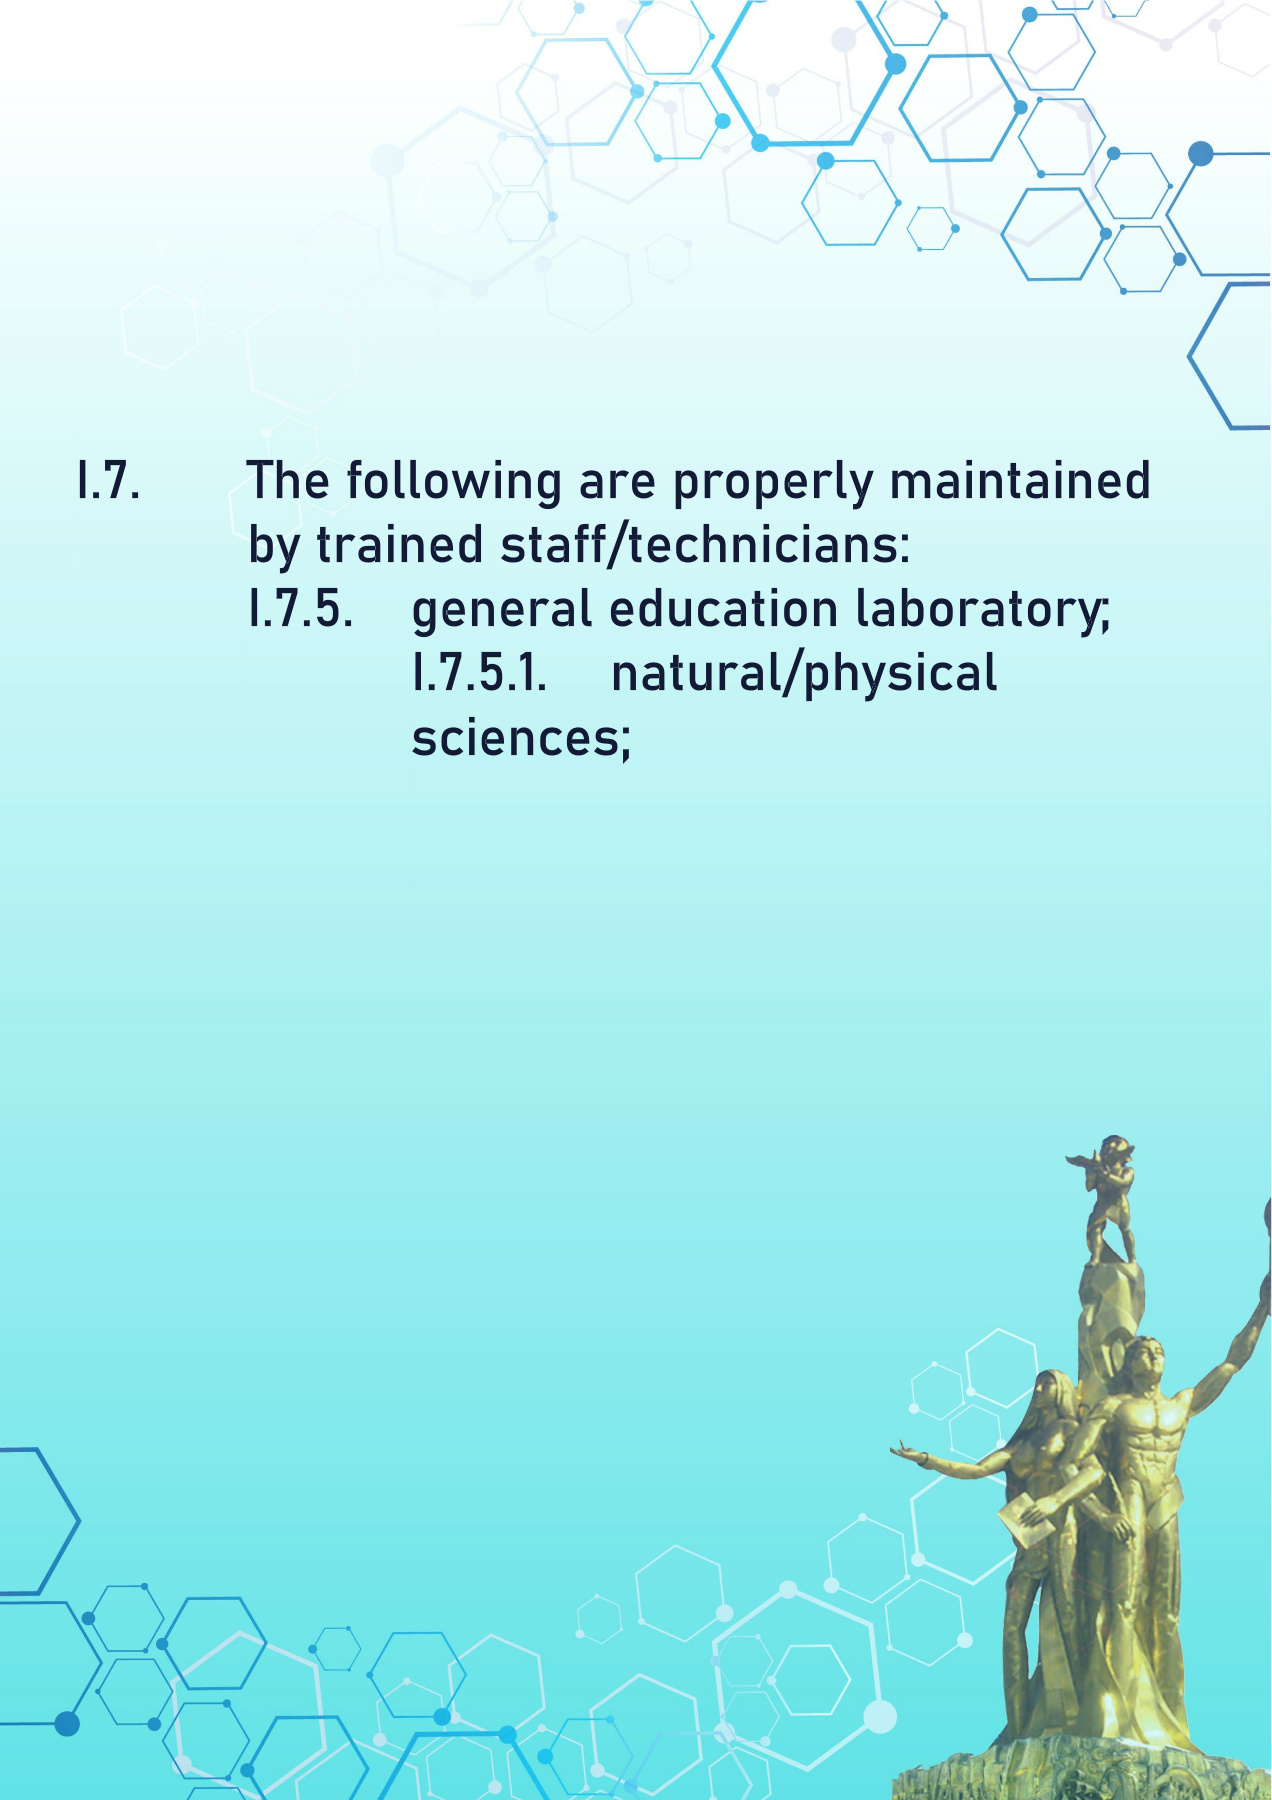 I.7. The following are properly maintained
by trained staff/technicians:
I.7.5. general education laboratory;
I.7.5.1. natural/physical
sciences;